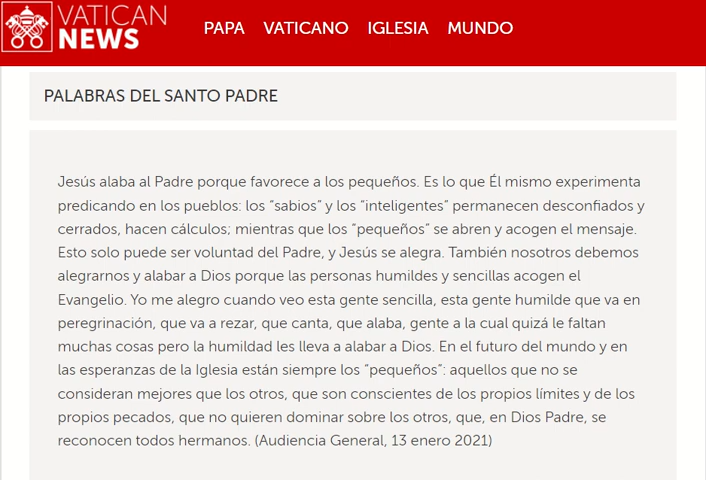 VATICAN
NEWS
PAPA VATICANO IGLESIA MUNDO
PALABRAS DEL SANTO PADRE
Jesús alaba al Padre porque favorece a los pequeños. Es lo que Él mismo experimenta
predicando en los pueblos: los “sabios” y los “inteligentes” permanecen desconfiados y
cerrados, hacen cálculos; mientras que los “pequeños” se abren y acogen el mensaje.
Esto solo puede ser voluntad del Padre, y Jesús se alegra. También nosotros debemos
alegrarnos y alabar a Dios porque las personas humildes y sencillas acogen el
Evangelio. Yo me alegro cuando veo esta gente sencilla, esta gente humilde que va en
peregrinación, que va a rezar, que canta, que alaba, gente a la cual quizá le faltan
muchas cosas pero la humildad les lleva a alabar a Dios. En el futuro del mundo y en
las esperanzas de la Iglesia están siempre los “pequeños”: aquellos que no se
consideran mejores que los otros, que son conscientes de los propios límites y de los
propios pecados, que no quieren dominar sobre los otros, que, en Dios Padre, se
reconocen todos hermanos. (Audiencia General, 13 enero 2021)